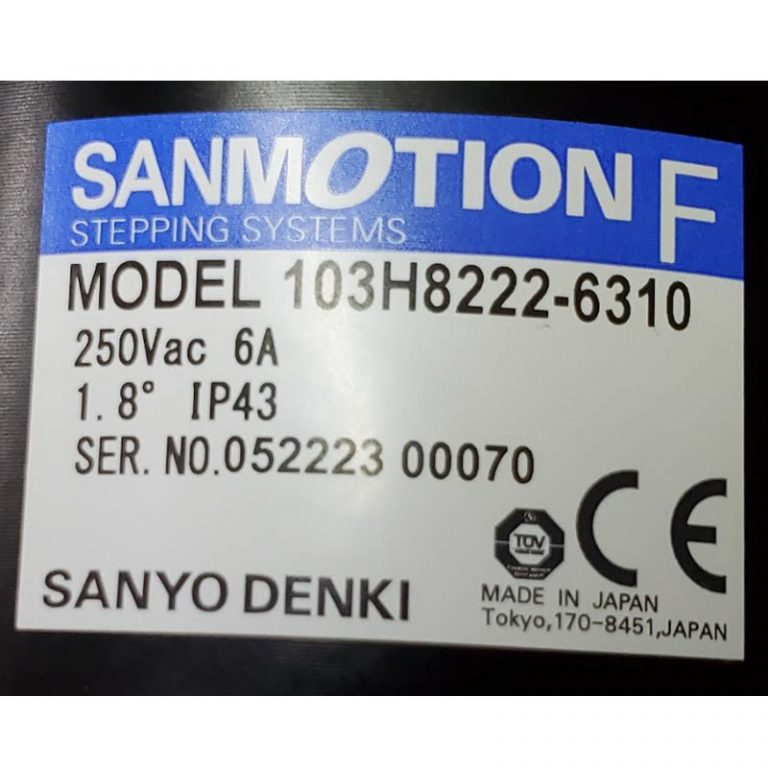 SANMOTION F
STEPPING SYSTEMS
MODEL 103H8222-6310
250Vac 6A
1.8° IP43
SER. NO.052223 00070
TÜV
CE
SANYO DENKI
MADE IN JAPAN
Tokyo,170-8451,JAPAN